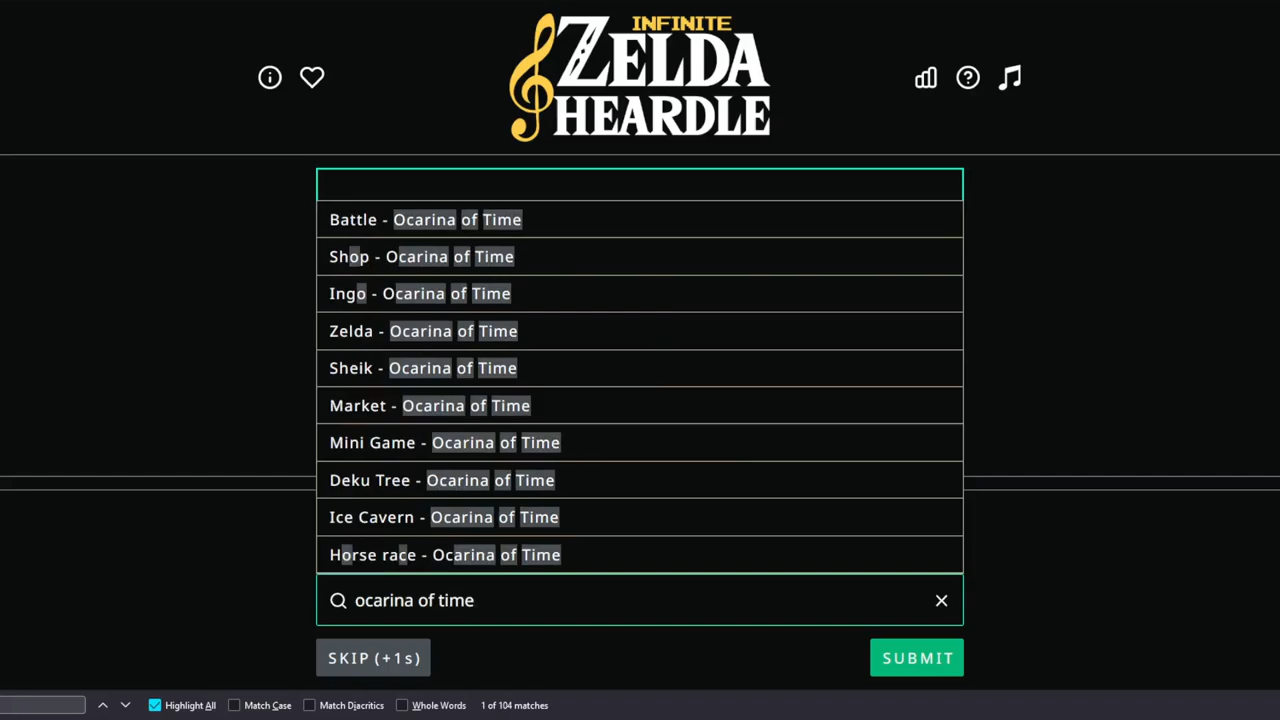 INFINITE
ZELDA
HEARDLE
Battle - Ocarina of Time
Shop - Ocarina of Time
Ingo - Ocarina of Time
Zelda - Ocarina of Time
Sheik - Ocarina of Time
Market - Ocarina of Time
Mini Game - Ocarina of Time
Deku Tree - Ocarina of Time
Ice Cavern - Ocarina of Time
Horse race - Ocarina of Time
ocarina of time
SKIP (+1s)
SUBMIT
Highlight All Match Case Match Diacritics Whole Words 1 of 104 matches